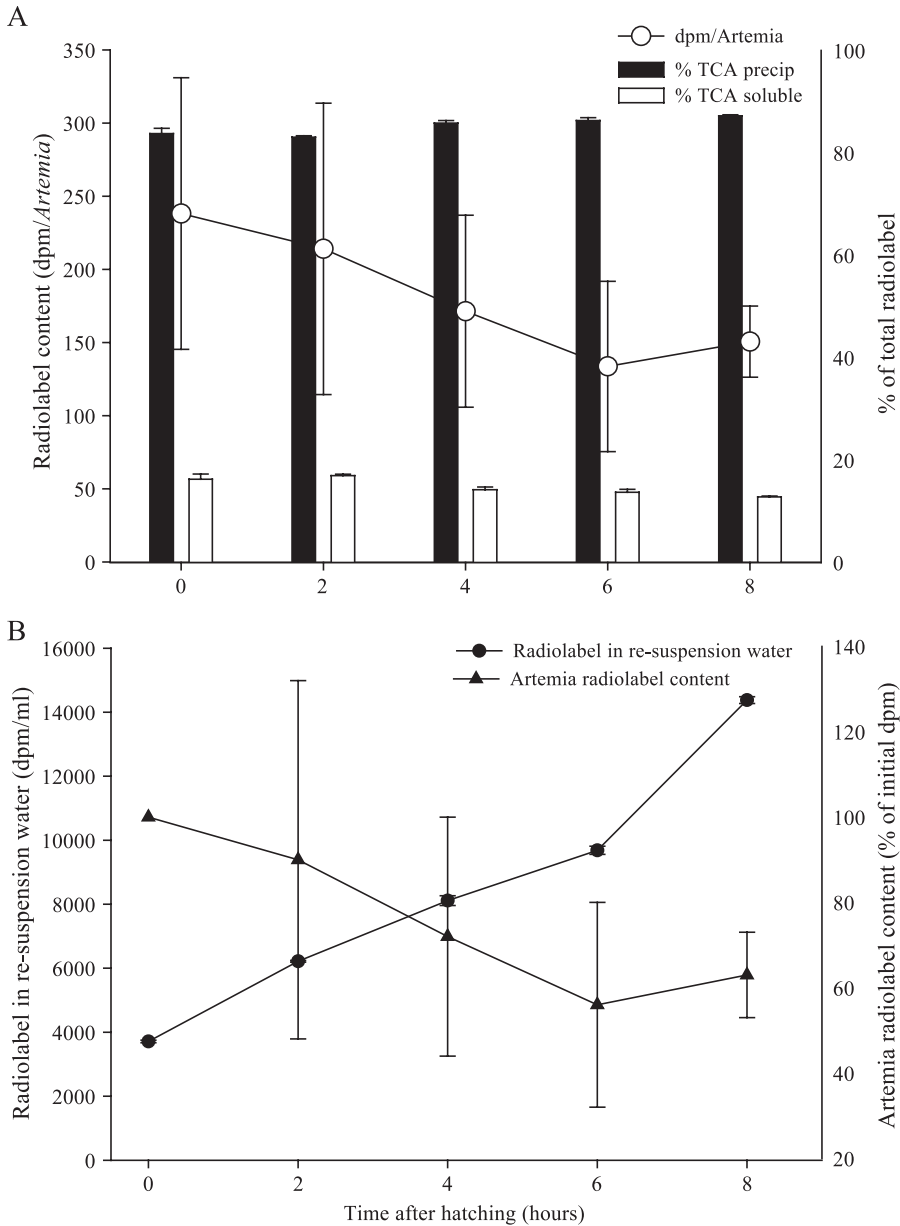 A
dpm/Artemia
% TCA precip
% TCA soluble
350
300
250
200
150
100
50
0
Radiolabel content (dpm/Artemia)
100
80
60
40
20
0
% of total radiolabel
0 2 4 6 8
B
Radiolabel in re-suspension water
Artemia radiolabel content
16000
14000
12000
10000
8000
6000
4000
2000
0
Radiolabel in re-suspension water (dpm/ml)
140
120
100
80
60
40
20
Artemia radiolabel content (% of initial dpm)
0 2 4 6 8
Time after hatching (hours)